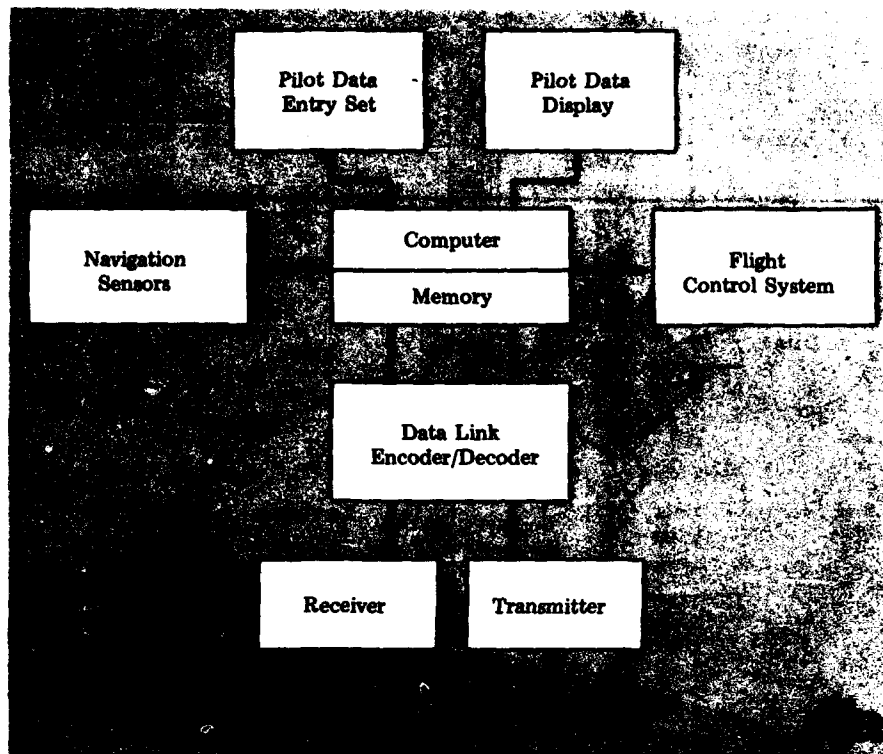 Pilot Data
Entry Set
Pilot Data
Display
Navigation
Sensors
Computer
Memory
Flight
Control System
Data Link
Encoder/Decoder
Receiver
Transmitter